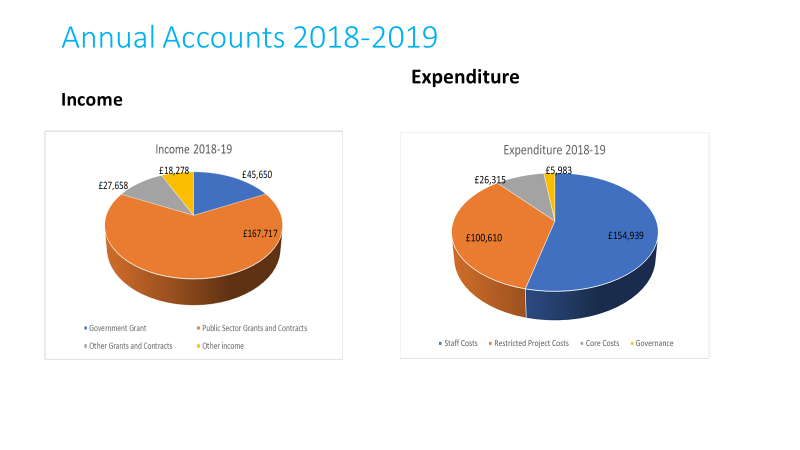 Annual Accounts 2018-2019
Expenditure
Income
Income 2018-19
£18,278
£45,650
£27,658
£167,717
Government Grant
Public Sector Grants and Contracts
Other Grants and Contracts
Other income
Expenditure 2018-19
£5,983
£26,315
£100,610
£154,939
Staff Costs
Restricted Project Costs
Core Costs
Governance